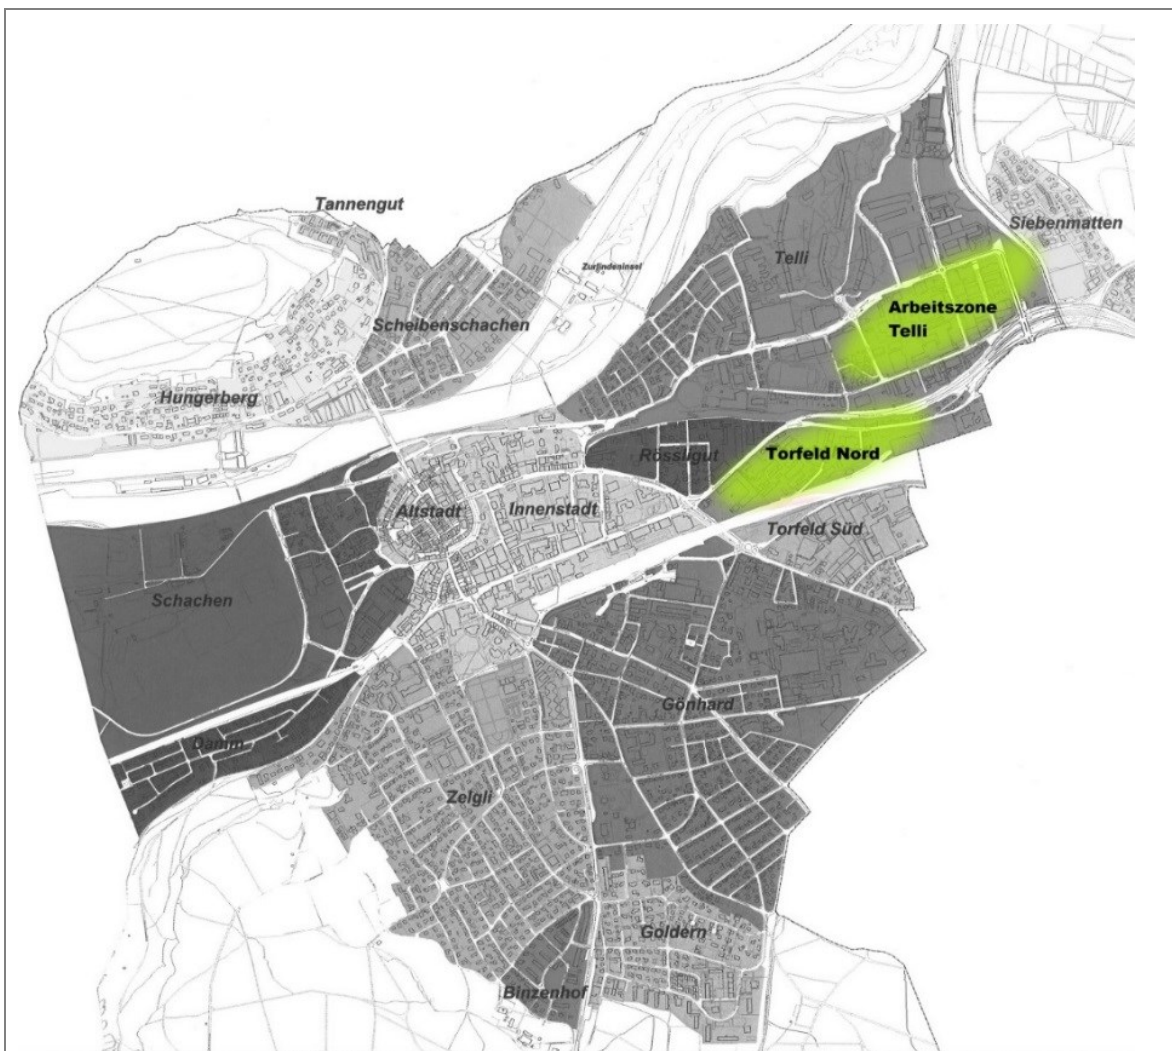 Tannengut
Siebenmatten
Telli
Zurlindeninsel
Arbeitszone
Telli
Scheibenschachen
Hungerberg
Rössligut
Torfeld Nord
Altstadt
Innenstadt
Torfeld Süd
Schachen
Gönhard
Damm
Zelgli
Goldern
Binzenhof